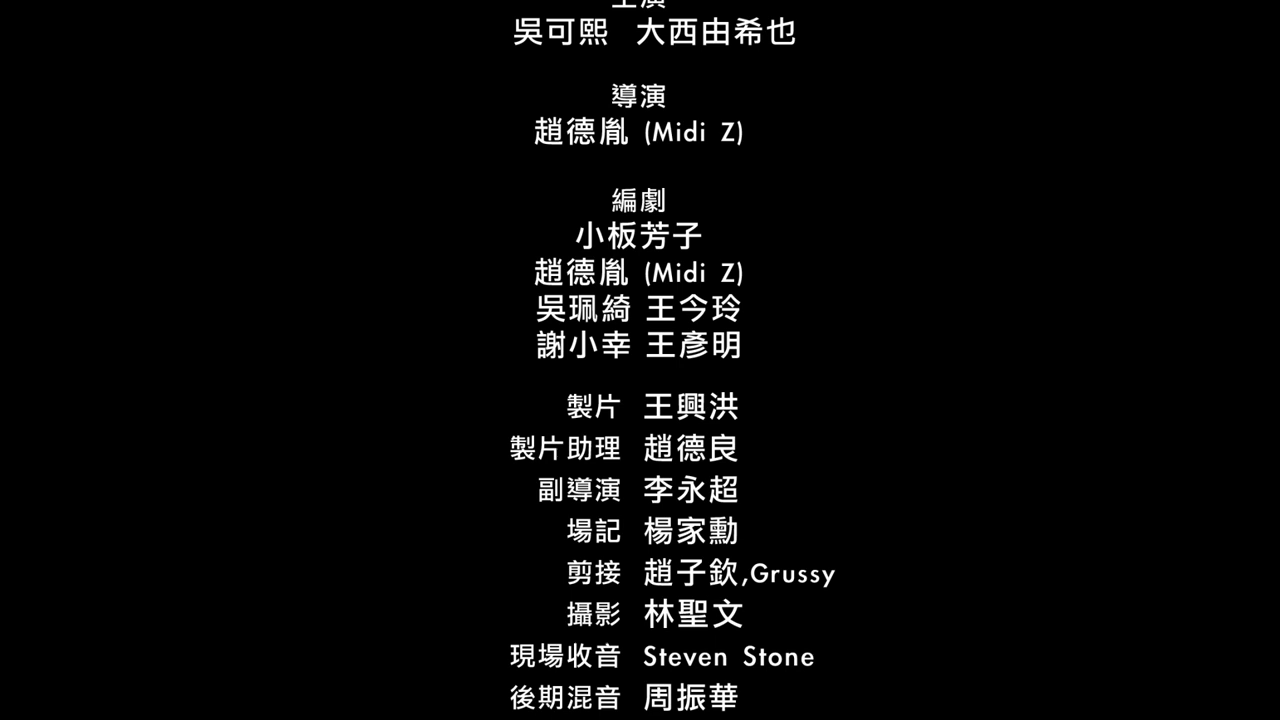 主演
吳可熙 大西由希也
導演
趙德胤 (Midi Z)
編劇
小板芳子
趙德胤 (Midi Z)
吳珮綺 王今玲
謝小幸 王彥明
製片 王興洪
製片助理 趙德良
副導演 李永超
場記 楊家勳
剪接 趙子欽,Grussy
攝影 林聖文
現場收音 Steven Stone
後期混音 周振華